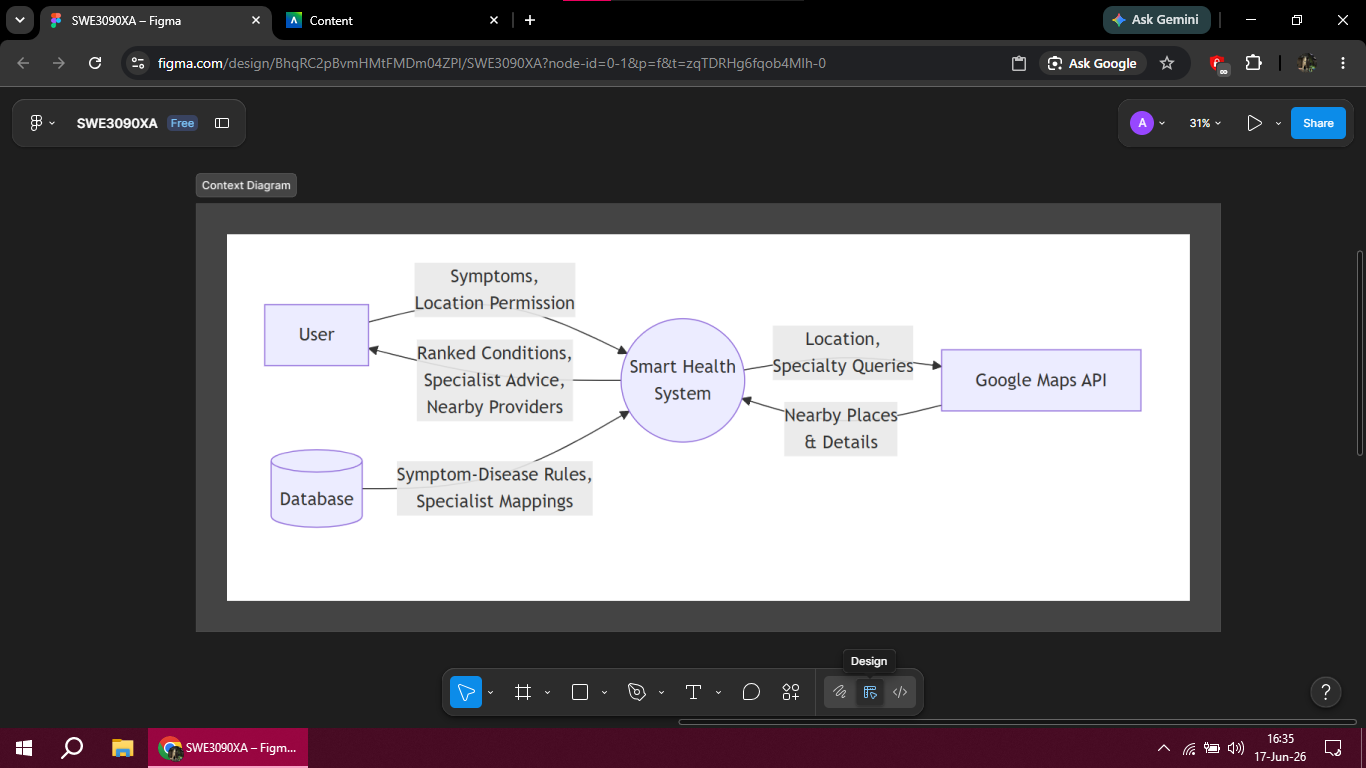 SWE3090XA – Figma
Content
Ask Gemini
figma.com/design/BhqRC2pBvmHMtFMDm04ZPI/SWE3090XA?node-id=0-1&p=f&t=zqTDRHg6fqob4MIh-0
Ask Google
SWE3090XA
Free
A
31%
Share
Context Diagram
Symptoms,
Location Permission
User
Ranked Conditions,
Specialist Advice,
Nearby Providers
Smart Health
System
Location,
Specialty Queries
Google Maps API
Nearby Places
& Details
Database
Symptom-Disease Rules,
Specialist Mappings
Design
?
SWE3090XA – Figm...
16:35
17-Jun-26